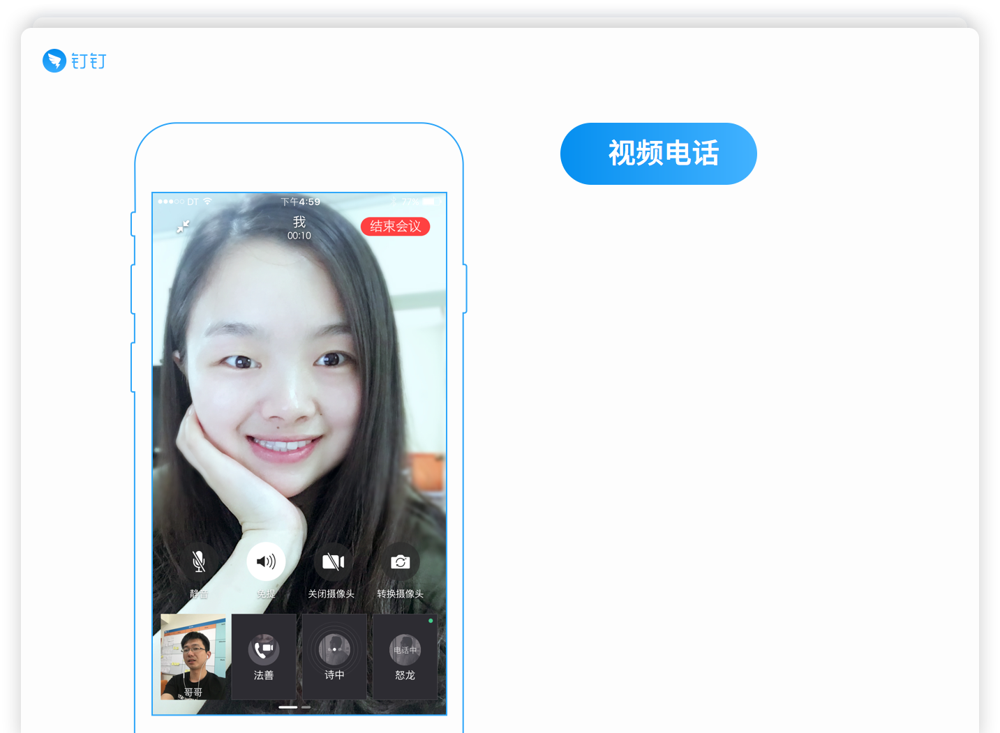 钉钉
视频电话
DT 下午4:59 77%
我
00:10
结束会议
静音 免提 关闭摄像头 转换摄像头
电话中
哥哥 法善 诗中 怒龙